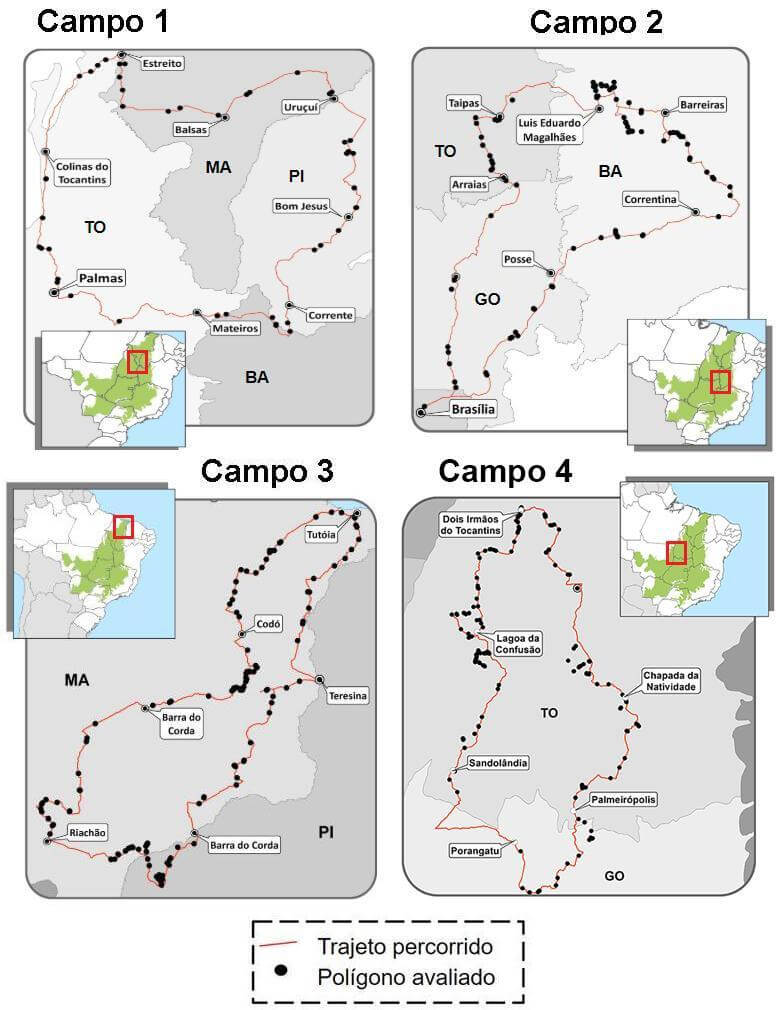 Campo 1
Estreito
Uruçuí
Balsas
MA
PI
Colinas do
Tocantins
Bom Jesus
TO
Palmas
Corrente
Mateiros
BA
Campo 2
Taipas
Luis Eduardo
Magalhães
Barreiras
TO
BA
Arraias
Correntina
Posse
GO
Brasília
Campo 3
Tutóia
Codó
MA
Teresina
Barra do
Corda
Riachão
PI
Barra do Corda
Campo 4
Dois Irmãos
do Tocantins
Lagoa da
Confusão
Chapada da
Natividade
TO
Sandolândia
Palmeirópolis
Porangatu
GO
Trajeto percorrido
Polígono avaliado